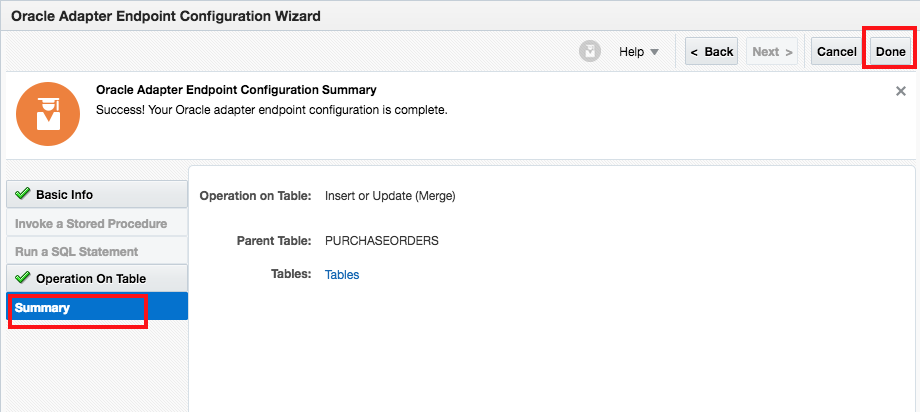 Oracle Adapter Endpoint Configuration Wizard
Help
< Back
Next >
Cancel
Done
Oracle Adapter Endpoint Configuration Summary
Success! Your Oracle adapter endpoint configuration is complete.
Basic Info
Invoke a Stored Procedure
Run a SQL Statement
Operation On Table
Summary
Operation on Table: Insert or Update (Merge)
Parent Table: PURCHASEORDERS
Tables: Tables